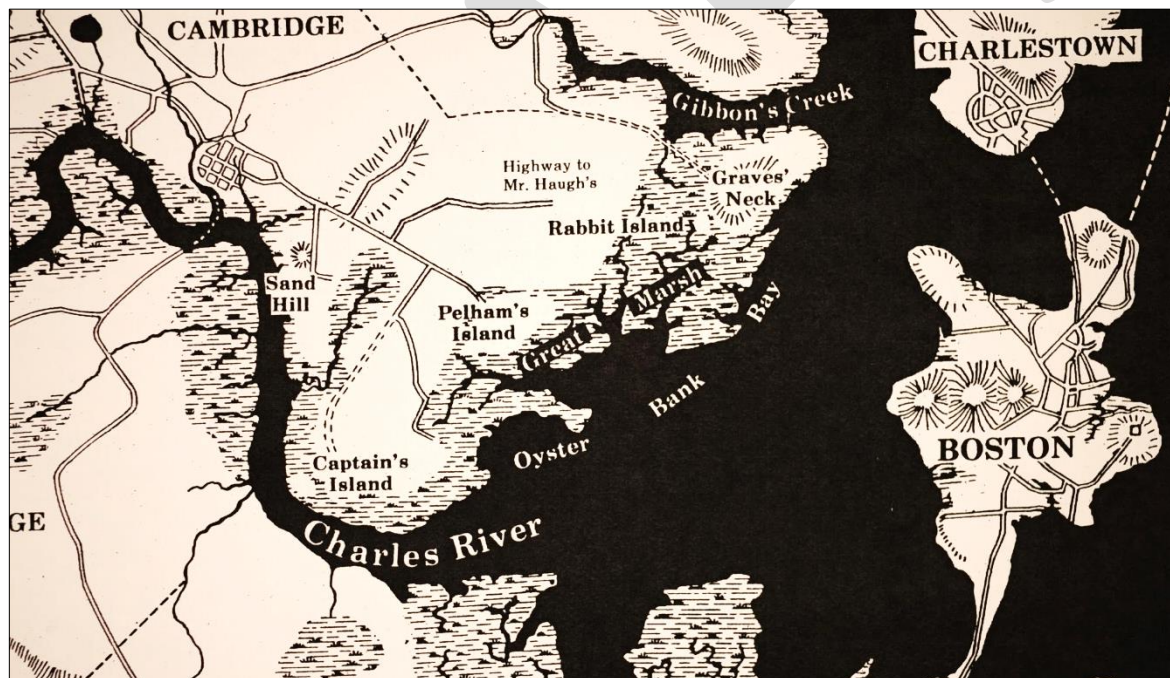 CAMBRIDGE
CHARLESTOWN
Gibbon's Creek
Highway to
Mr. Haugh's
Graves'
Neck
Rabbit Island
Sand
Hill
Pelham's
Island
Great Marsh
Oyster Bank Bay
BOSTON
Captain's
Island
GE
Charles River